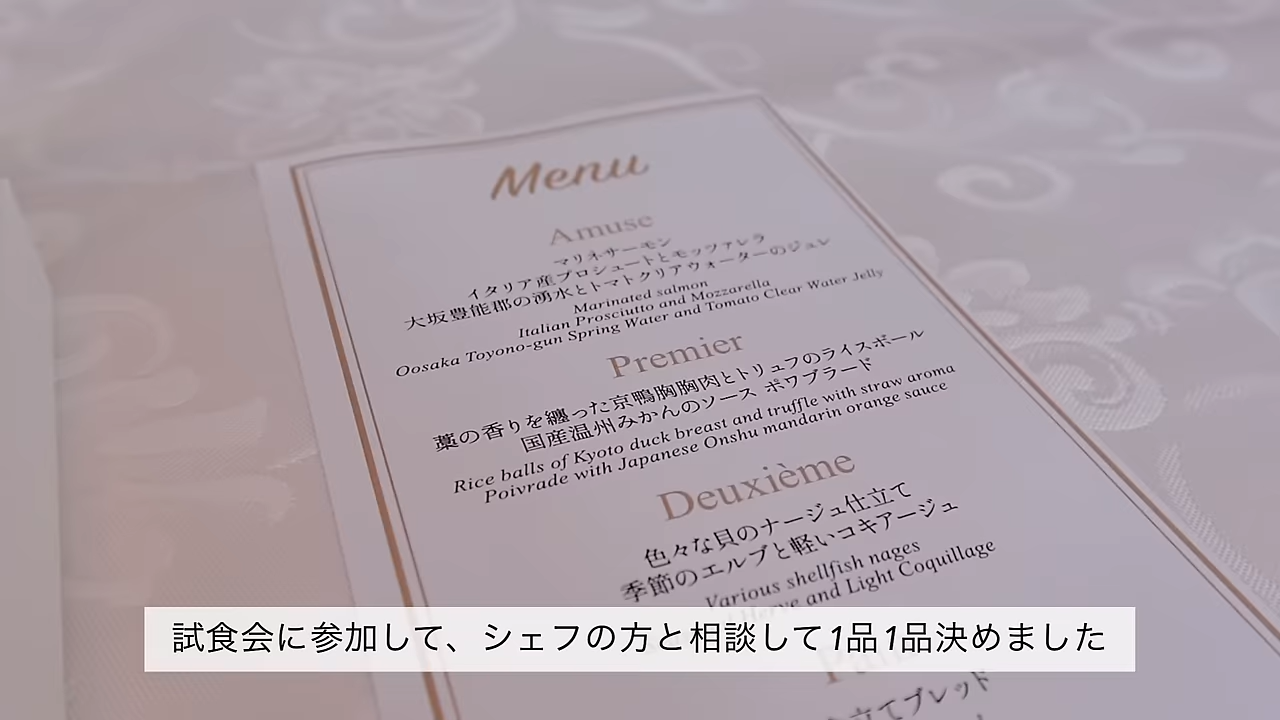 Menu
Amuse
マリネサーモン
イタリア産プロシュートとモッツァレラ
大坂豊能郡の湧水とトマトクリアウォーターのジュレ
Marinated salmon
Italian Prosciutto and Mozzarella
Oosaka Toyono-gun Spring Water and Tomato Clear Water Jelly
Premier
藁の香りを纏った京鴨胸胸肉とトリュフのライスボール
国産温州みかんのソース ポワブラード
Rice balls of Kyoto duck breast and truffle with straw aroma
Poivrade with Japanese Onshu mandarin orange sauce
Deuxième
色々な貝のナージュ仕立て
季節のエルブと軽いコキアージュ
Various shellfish nages
and Light Coquillage
試食会に参加して、シェフの方と相談して1品1品決めました
立てブレッド